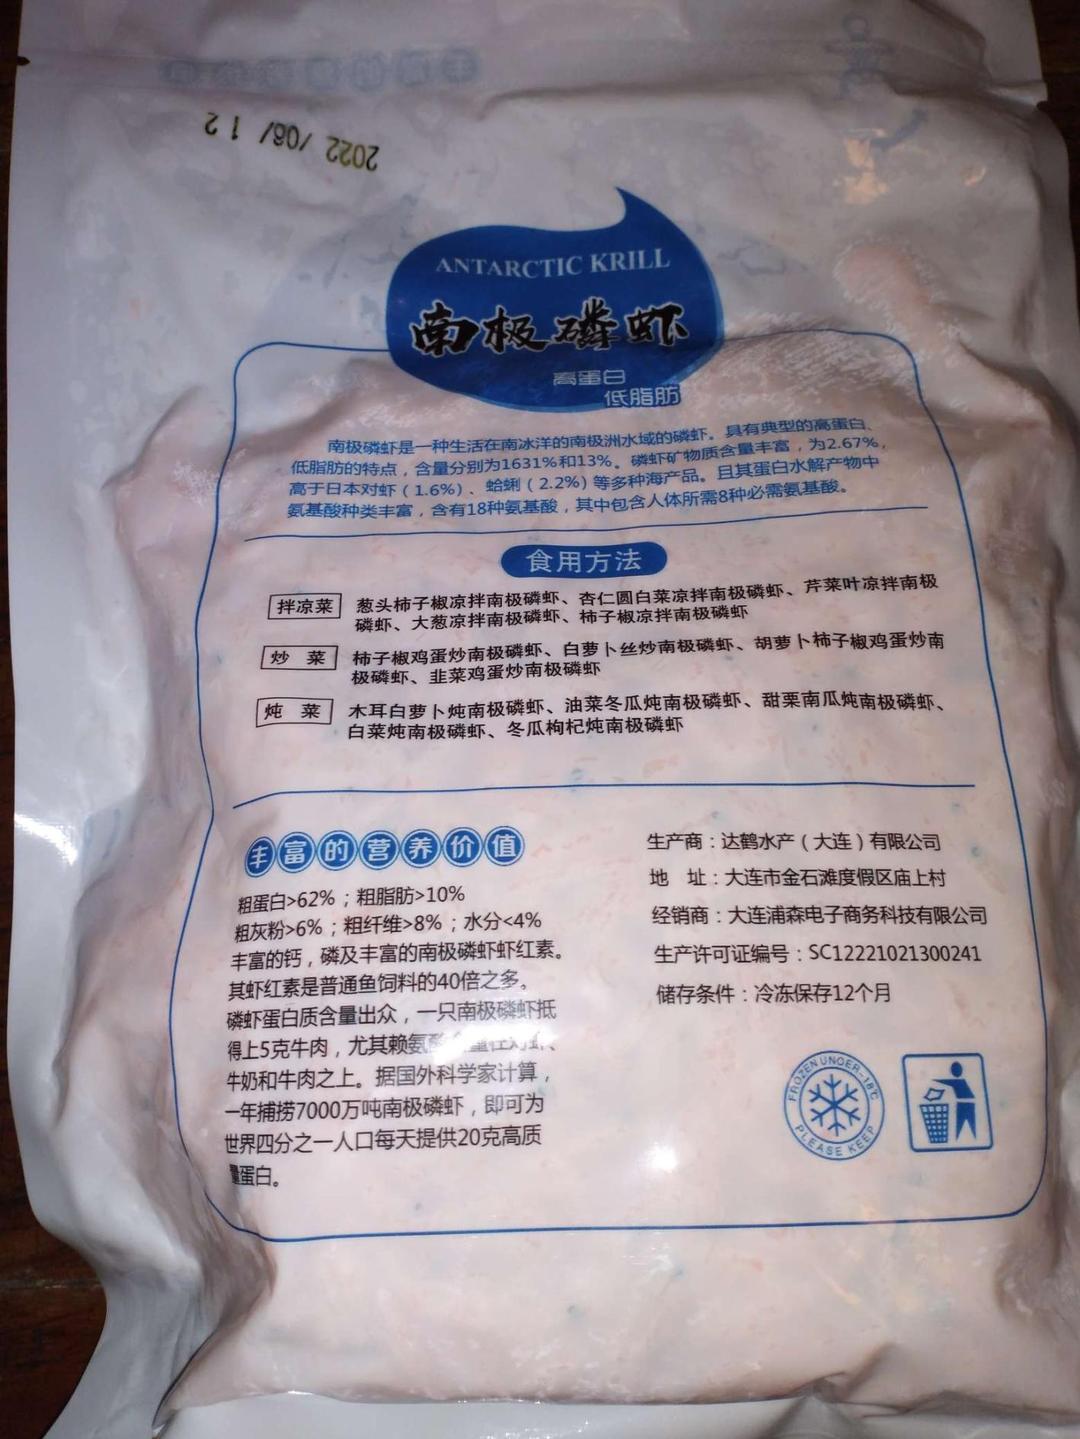 2022/08/12
ANTARCTIC KRILL
南极磷虾
高蛋白
低脂肪
南极磷虾是一种生活在南冰洋的南极洲水域的磷虾。具有典型的高蛋白、
低脂肪的特点，含量分别为1631%和13%。磷虾矿物质含量丰富，为2.67%，
高于日本对虾（1.6%）、蛤蜊（2.2%）等多种海产品。且其蛋白水解产物中
氨基酸种类丰富，含有18种氨基酸，其中包含人体所需8种必需氨基酸。
食用方法
拌凉菜 葱头柿子椒凉拌南极磷虾、杏仁圆白菜凉拌南极磷虾、芹菜叶凉拌南极
磷虾、大葱凉拌南极磷虾、柿子椒凉拌南极磷虾
炒 菜 柿子椒鸡蛋炒南极磷虾、白萝卜丝炒南极磷虾、胡萝卜柿子椒鸡蛋炒南
极磷虾、韭菜鸡蛋炒南极磷虾
炖 菜 木耳白萝卜炖南极磷虾、油菜冬瓜炖南极磷虾、甜栗南瓜炖南极磷虾、
白菜炖南极磷虾、冬瓜枸杞炖南极磷虾
丰富的营养价值
粗蛋白>62%；粗脂肪>10%
粗灰粉>6%；粗纤维>8%；水分<4%
丰富的钙，磷及丰富的南极磷虾虾红素。
其虾红素是普通鱼饲料的40倍之多。
磷虾蛋白质含量出众，一只南极磷虾抵
得上5克牛肉，尤其赖氨
牛奶和牛肉之上。据国外科学家计算，
一年捕捞7000万吨南极磷虾，即可为
世界四分之一人口每天提供20克高质
量蛋白。
生产商：达鹤水产（大连）有限公司
地 址：大连市金石滩度假区庙上村
经销商：大连浦森电子商务科技有限公司
生产许可证编号：SC12221021300241
储存条件：冷冻保存12个月
FROZEN UNOER-18℃
PLEASE KEEP